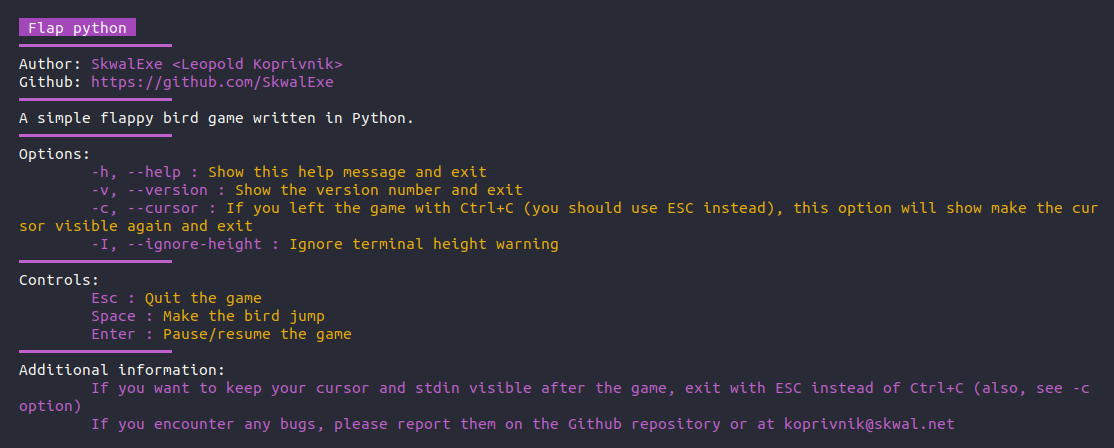 Flap python
Author: SkwalExe <Leopold Koprivnik>
Github: https://github.com/SkwalExe
A simple flappy bird game written in Python.
Options:
-h, --help : Show this help message and exit
-v, --version : Show the version number and exit
-c, --cursor : If you left the game with Ctrl+C (you should use ESC instead), this option will show make the cur
sor visible again and exit
-I, --ignore-height : Ignore terminal height warning
Controls:
Esc : Quit the game
Space : Make the bird jump
Enter : Pause/resume the game
Additional information:
If you want to keep your cursor and stdin visible after the game, exit with ESC instead of Ctrl+C (also, see -c
option)
If you encounter any bugs, please report them on the Github repository or at koprivnik@skwal.net